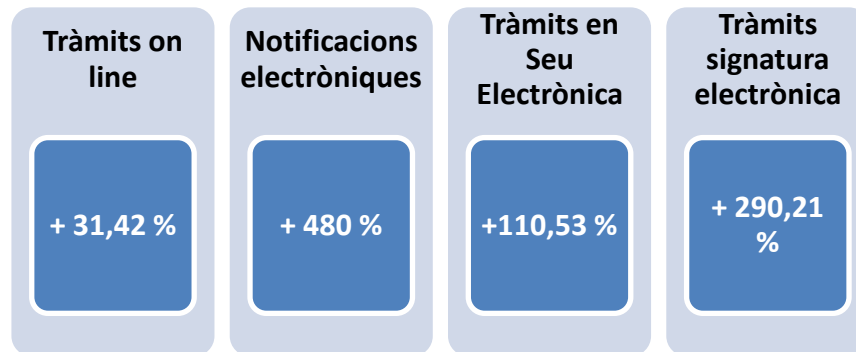 Tràmits on
line
+ 31,42 %
Notificacions
electròniques
+ 480 %
Tràmits en
Seu
Electrònica
+110,53 %
Tràmits
signatura
electrònica
+ 290,21
%